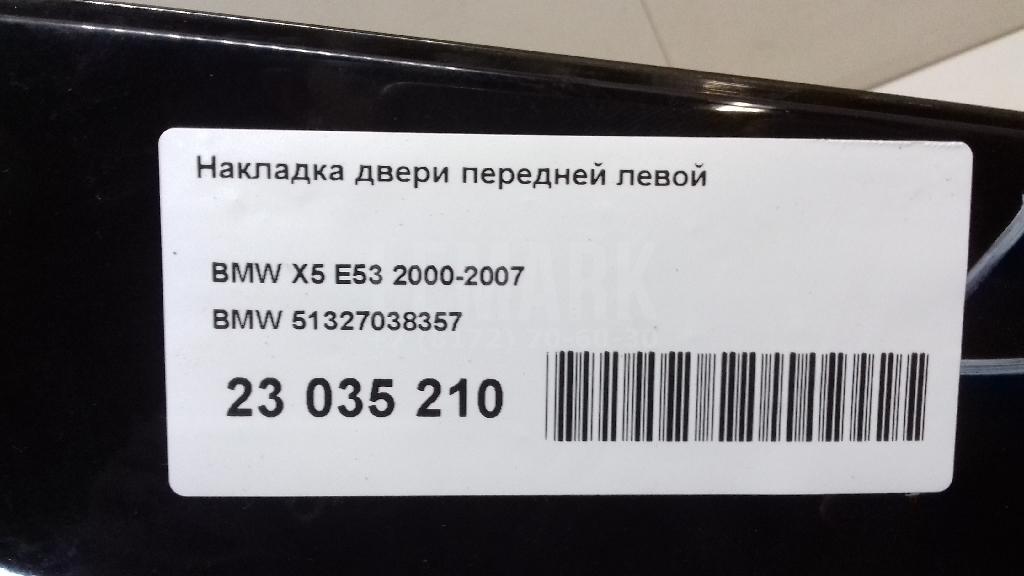 Накладка двери передней левой
BMW X5 E53 2000-2007
BMW 51327038357
23 035 210